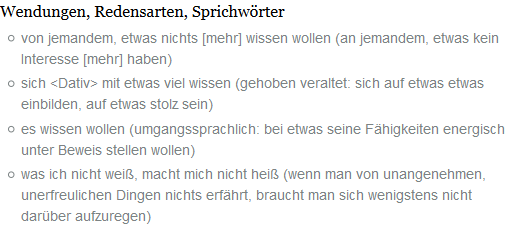 Wendungen, Redensarten, Sprichwörter
von jemandem, etwas nichts [mehr] wissen wollen (an jemandem, etwas kein
Interesse [mehr] haben)
sich <Dativ> mit etwas viel wissen (gehoben veraltet: sich auf etwas etwas
einbilden, auf etwas stolz sein)
es wissen wollen (umgangssprachlich: bei etwas seine Fähigkeiten energisch
unter Beweis stellen wollen)
was ich nicht weiß, macht mich nicht heiß (wenn man von unangenehmen,
unerfreulichen Dingen nichts erfährt, braucht man sich wenigstens nicht
darüber aufzuregen)